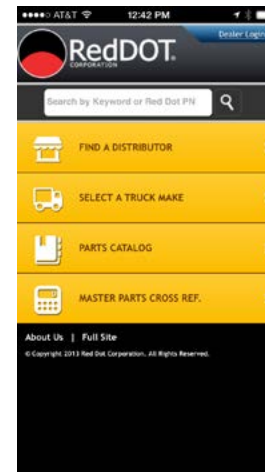 AT&T 12:42 PM
Dealer Login
RedDOT.
CORPORATION
Search by Keyword or Red Dot PN
FIND A DISTRIBUTOR
SELECT A TRUCK MAKE
PARTS CATALOG
MASTER PARTS CROSS REF.
About Us | Full Site
© Copyright 2013 Red Dot Corporation. All Rights Reserved.